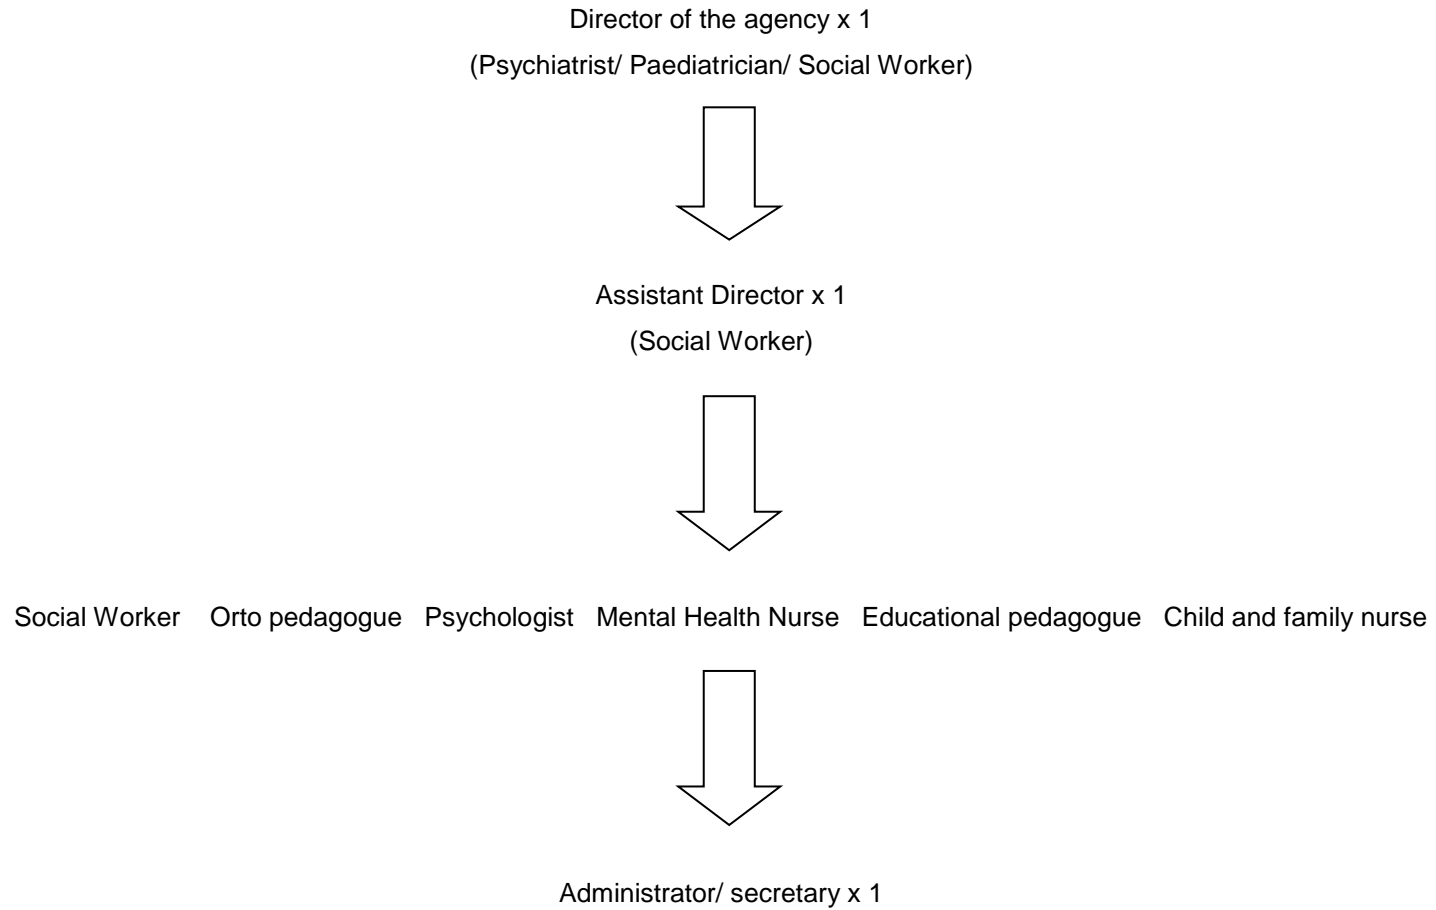 Director of the agency x 1
(Psychiatrist/ Paediatrician/ Social Worker)
Assistant Director x 1
(Social Worker)
Social Worker Orto pedagogue Psychologist Mental Health Nurse Educational pedagogue Child and family nurse
Administrator/ secretary x 1